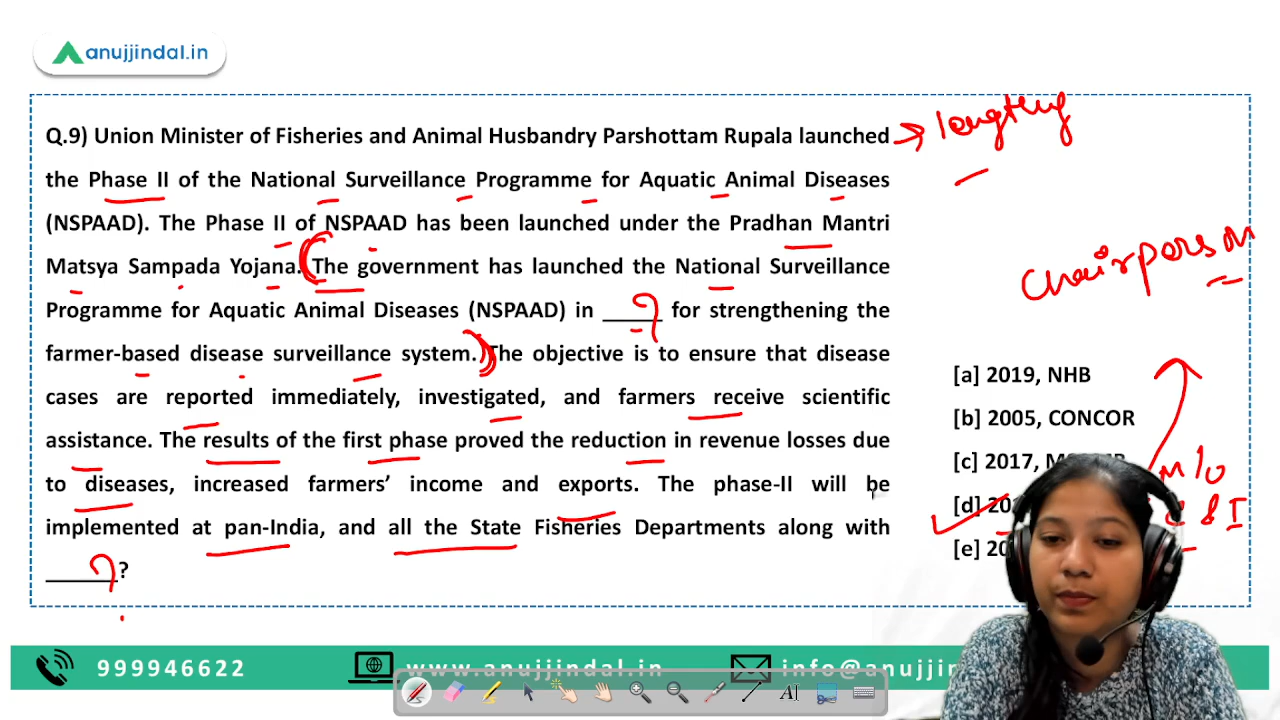 anujjindal.in
Q.9) Union Minister of Fisheries and Animal Husbandry Parshottam Rupala launched
the Phase II of the National Surveillance Programme for Aquatic Animal Diseases
(NSPAAD). The Phase II of NSPAAD has been launched under the Pradhan Mantri
Matsya Sampada Yojana. The government has launched the National Surveillance
Programme for Aquatic Animal Diseases (NSPAAD) in _____ for strengthening the
farmer-based disease surveillance system. The objective is to ensure that disease
cases are reported immediately, investigated, and farmers receive scientific
assistance. The results of the first phase proved the reduction in revenue losses due
to diseases, increased farmers' income and exports. The phase-II will be
implemented at pan-India, and all the State Fisheries Departments along with
______?
lengthy
Chairperson
[a] 2019, NHB
[b] 2005, CONCOR
[c] 2017,
[d]
[e]
M/O
& I
999946622
www.anujjindal.in
info@anujjin